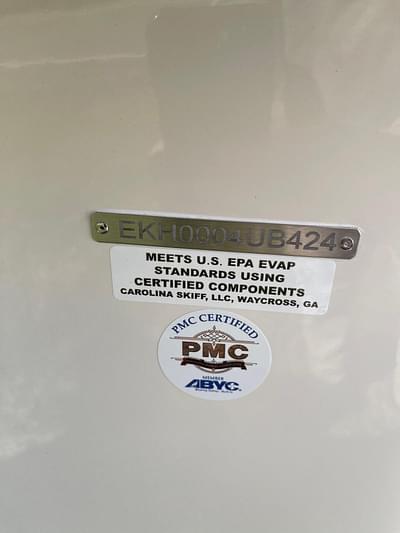 EKH0004UB424
MEETS U.S. EPA EVAP
STANDARDS USING
CERTIFIED COMPONENTS
CAROLINA SKIFF, LLC, WAYCROSS, GA
PMC CERTIFIED
PMC
MEMBER
ABYC